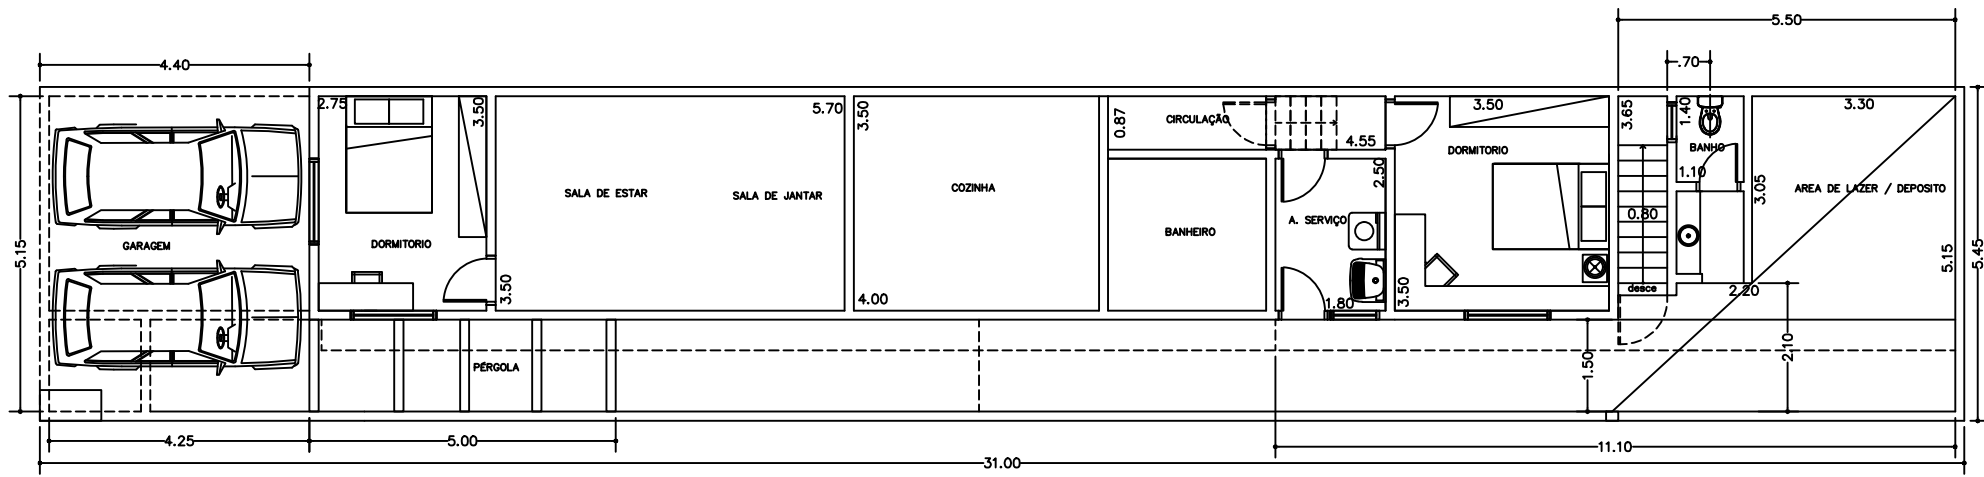 5.50
4.40
.70
2.75
3.50
5.70
3.50
0.87
CIRCULAÇÃO
4.55
3.50
3.65
1.40
3.30
DORMITORIO
BANHO
1.10
2.50
SALA DE ESTAR
SALA DE JANTAR
COZINHA
AREA DE LAZER / DEPOSITO
3.05
0.80
A. SERVIÇO
BANHEIRO
GARAGEM
DORMITORIO
5.15
5.15
5.45
3.50
4.00
1.80
3.50
desce
2.20
PÉRGOLA
1.50
2.10
4.25
5.00
11.10
31.00